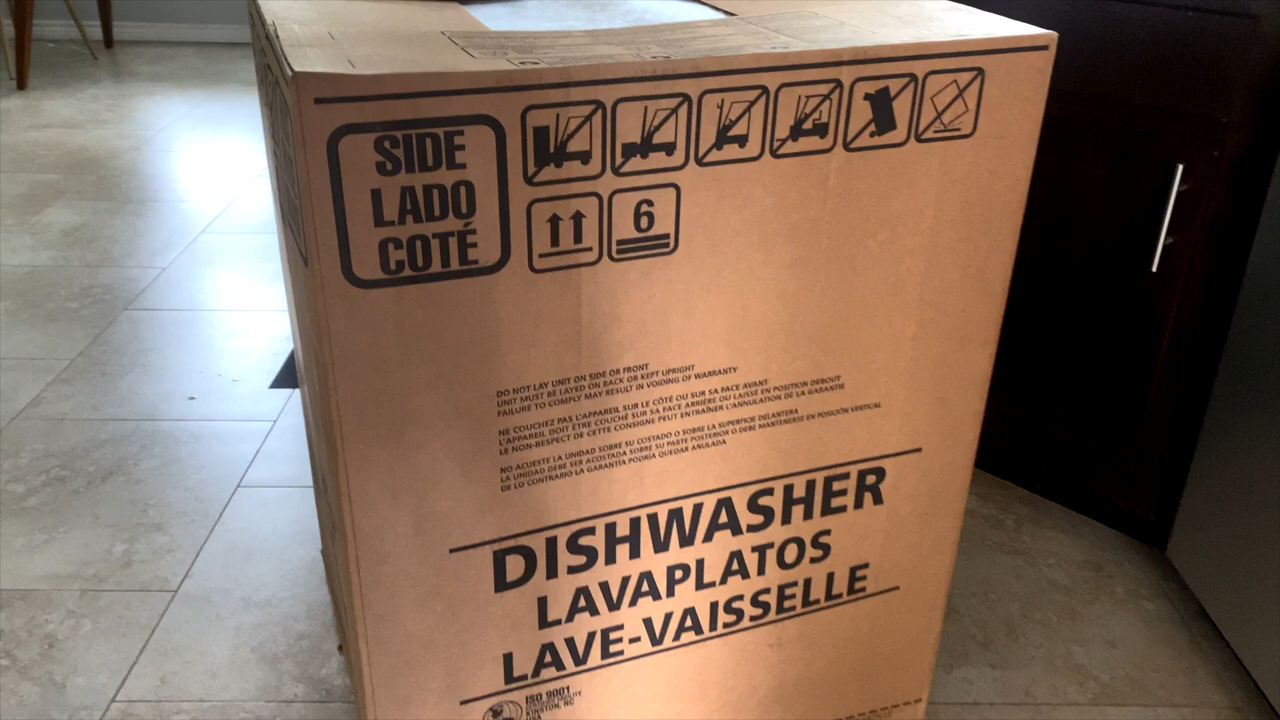 SIDE
LADO
COTÉ
6
DO NOT LAY UNIT ON SIDE OR FRONT
UNIT MUST BE LAYED ON BACK OR KEPT UPRIGHT
FAILURE TO COMPLY MAY RESULT IN VOIDING OF WARRANTY
NE COUCHEZ PAS L'APPAREIL SUR LE CÔTÉ OU SUR SA FACE AVANT
L'APPAREIL DOIT ÊTRE COUCHÉ SUR SA FACE ARRIÈRE OU LAISSÉ EN POSITION DEBOUT
LE NON-RESPECT DE CETTE CONSIGNE PEUT ENTRAÎNER L'ANNULATION DE LA GARANTIE
NO ACUESTE LA UNIDAD SOBRE SU COSTADO O SOBRE LA SUPERFICIE DELANTERA
LA UNIDAD DEBE SER ACOSTADA SOBRE SU PARTE POSTERIOR O DEBE MANTENERSE EN POSICIÓN VERTICAL
DE LO CONTRARIO LA GARANTÍA PODRÍA QUEDAR ANULADA
DISHWASHER
LAVAPLATOS
LAVE-VAISSELLE
ISO 9001
KINSTON, NC
USA